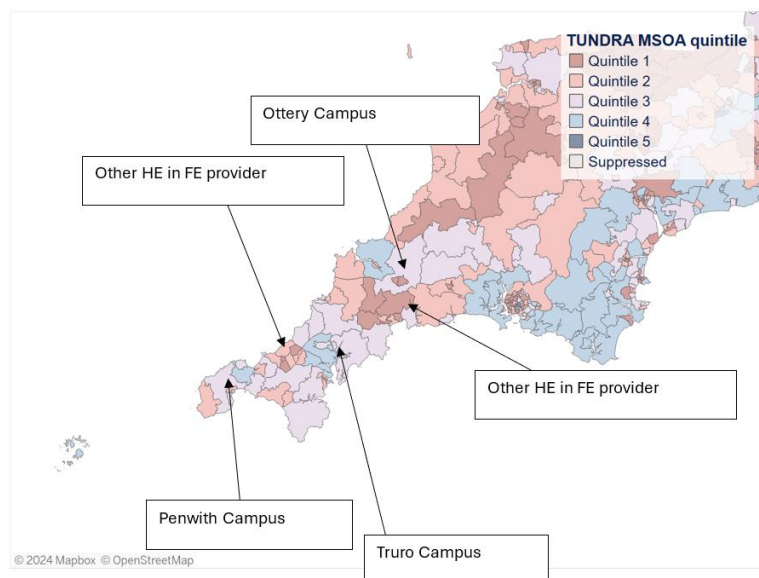 TUNDRA MSOA quintile
Quintile 1
Quintile 2
Quintile 3
Quintile 4
Quintile 5
Suppressed
Ottery Campus
Other HE in FE provider
Other HE in FE provider
Penwith Campus
Truro Campus
© 2024 Mapbox © OpenStreetMap